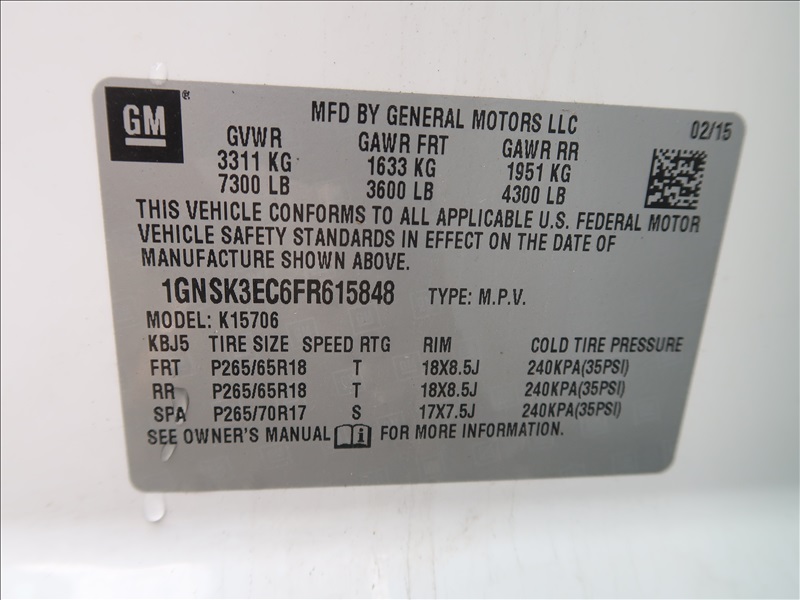 GM®
MFD BY GENERAL MOTORS LLC 02/15
GVWR GAWR FRT GAWR RR
3311 KG 1633 KG 1951 KG
7300 LB 3600 LB 4300 LB
THIS VEHICLE CONFORMS TO ALL APPLICABLE U.S. FEDERAL MOTOR
VEHICLE SAFETY STANDARDS IN EFFECT ON THE DATE OF
MANUFACTURE SHOWN ABOVE.
1GNSK3EC6FR615848 TYPE: M.P.V.
MODEL: K15706
KBJ5 TIRE SIZE SPEED RTG RIM COLD TIRE PRESSURE
FRT P265/65R18 T 18X8.5J 240KPA(35PSI)
RR P265/65R18 T 18X8.5J 240KPA(35PSI)
SPA P265/70R17 S 17X7.5J 240KPA(35PSI)
SEE OWNER'S MANUAL FOR MORE INFORMATION.